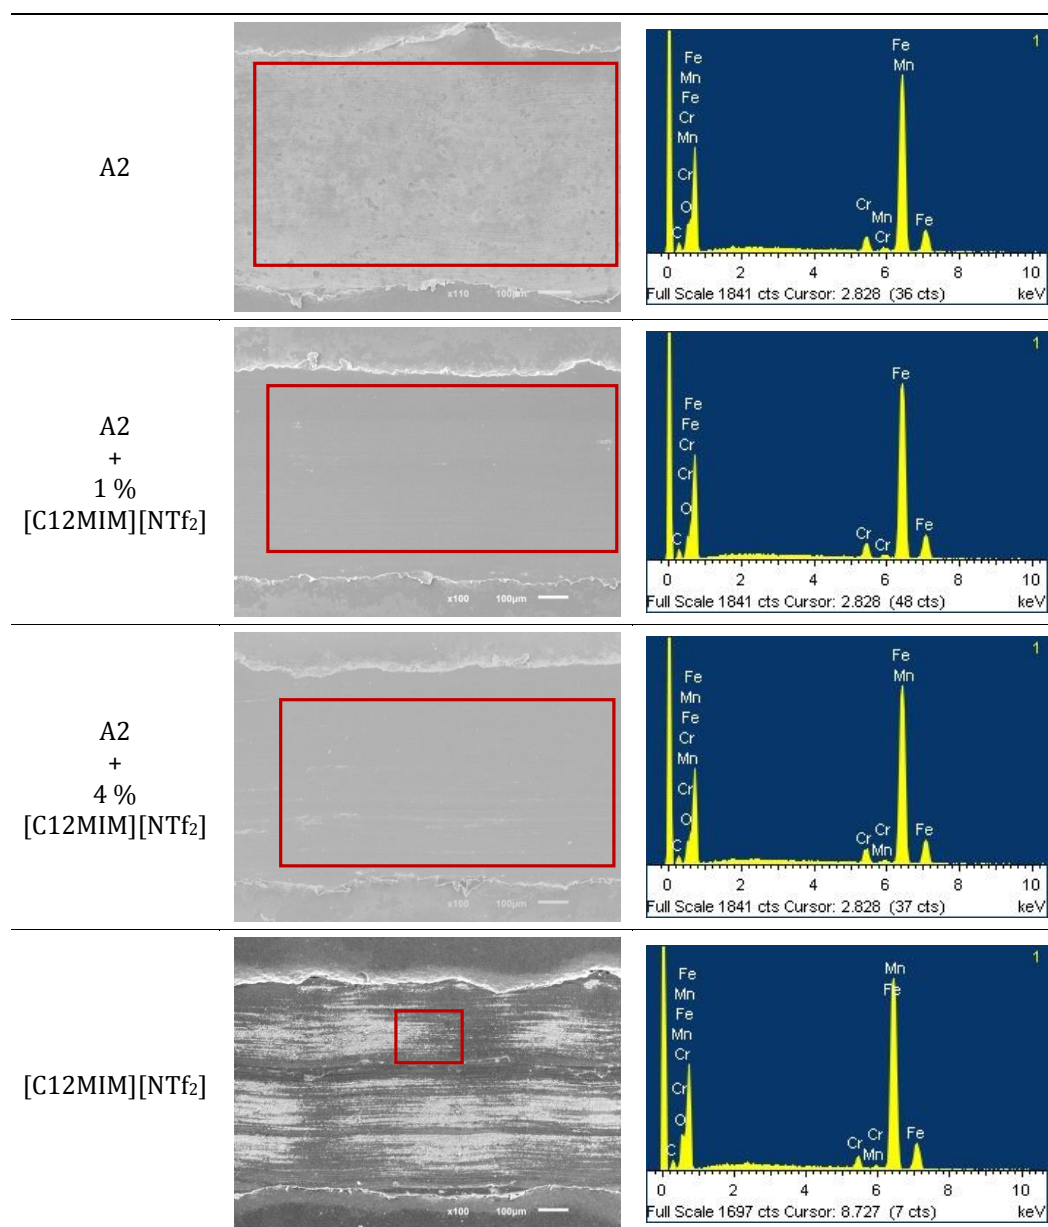 A2
x110 100µm
1
Fe
Mn
Fe
Cr
Mn
Cr
O
C
Fe
Mn
Cr
Mn
Cr
Fe
0 2 4 6 8 10
Full Scale 1841 cts Cursor: 2.828 (36 cts) keV
A2
+
1 %
[C12MIM][NTf₂]
x100 100µm
1
Fe
Fe
Cr
Cr
O
C
Fe
Cr
Cr
Fe
0 2 4 6 8 10
Full Scale 1841 cts Cursor: 2.828 (48 cts) keV
A2
+
4 %
[C12MIM][NTf₂]
x100 100µm
1
Fe
Mn
Fe
Cr
Mn
Cr
O
C
Fe
Mn
Cr
Cr
Mn
Fe
0 2 4 6 8 10
Full Scale 1841 cts Cursor: 2.828 (37 cts) keV
[C12MIM][NTf₂]
x100 100µm
1
Fe
Mn
Fe
Mn
Cr
Cr
O
C
Mn
Fe
Cr
Cr
Mn
Fe
0 2 4 6 8 10
Full Scale 1697 cts Cursor: 8.727 (7 cts) keV